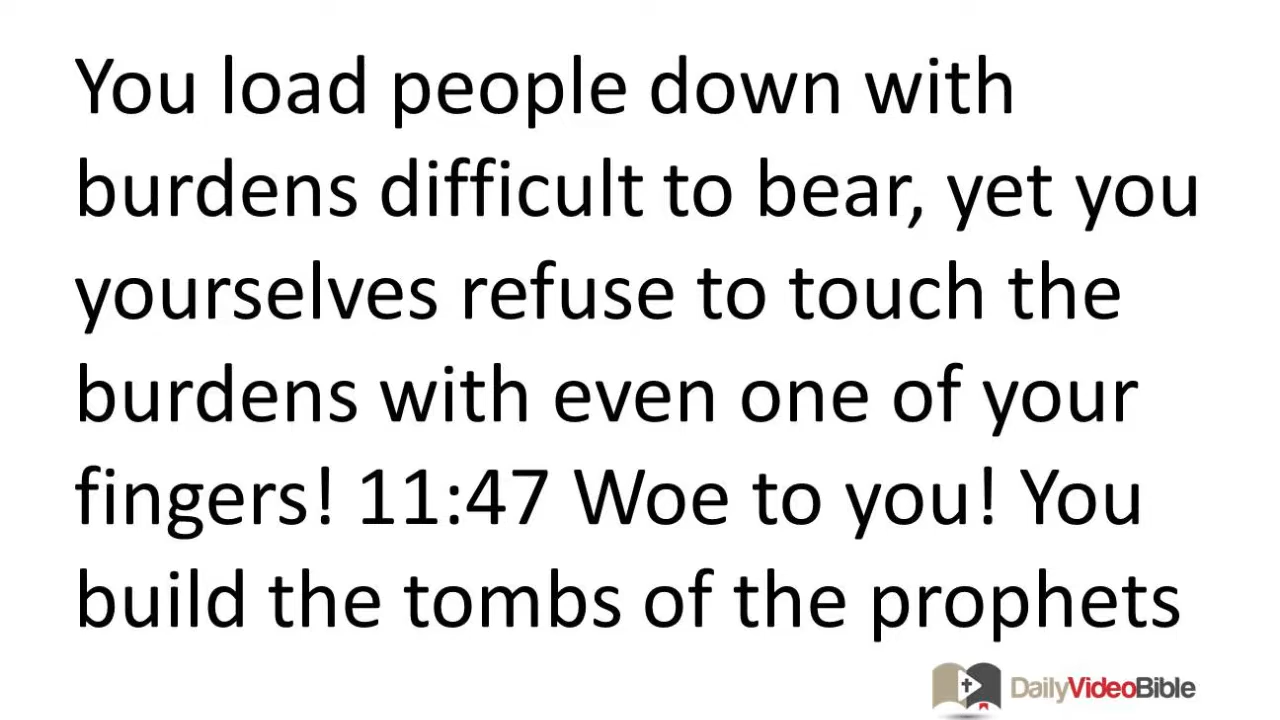 You load people down with
burdens difficult to bear, yet you
yourselves refuse to touch the
burdens with even one of your
fingers! 11:47 Woe to you! You
build the tombs of the prophets
DailyVideoBible